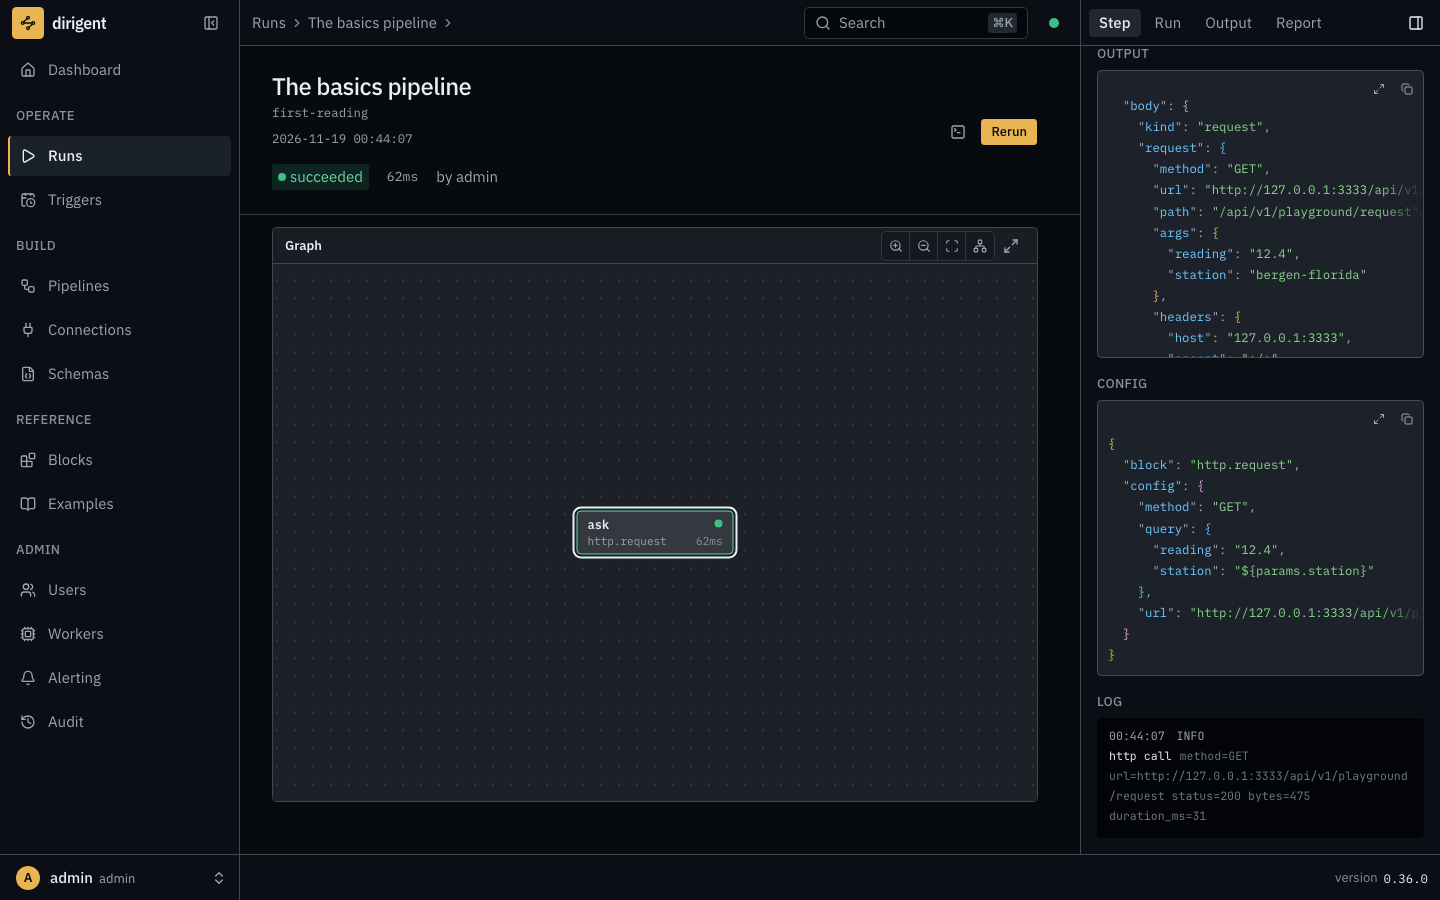 dirigent
Dashboard
OPERATE
Runs
Triggers
BUILD
Pipelines
Connections
Schemas
REFERENCE
Blocks
Examples
ADMIN
Users
Workers
Alerting
Audit
A admin admin
Runs > The basics pipeline >
Search ⌘K
The basics pipeline
first-reading
2026-11-19 00:44:07
Rerun
succeeded 62ms by admin
Graph
ask
http.request 62ms
Step Run Output Report
OUTPUT
"body": {
"kind": "request",
"request": {
"method": "GET",
"url": "http://127.0.0.1:3333/api/v1
"path": "/api/v1/playground/request"
"args": {
"reading": "12.4",
"station": "bergen-florida"
},
"headers": {
"host": "127.0.0.1:3333",
CONFIG
{
"block": "http.request",
"config": {
"method": "GET",
"query": {
"reading": "12.4",
"station": "${params.station}"
},
"url": "http://127.0.0.1:3333/api/v1/p
}
}
LOG
00:44:07 INFO
http call method=GET
url=http://127.0.0.1:3333/api/v1/playground
/request status=200 bytes=475
duration_ms=31
version 0.36.0